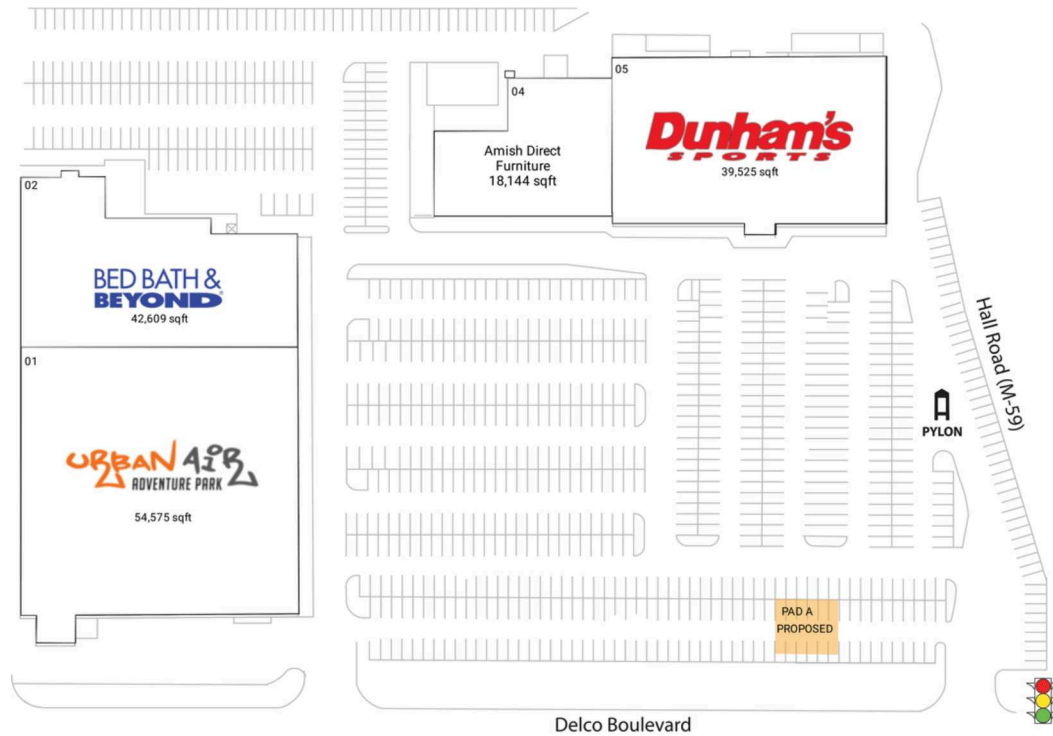 05
04
Dunham's
SPORTS
39,525 sqft
Amish Direct
Furniture
18,144 sqft
02
BED BATH &
BEYOND
42,609 sqft
01
URBAN AIR
ADVENTURE PARK
54,575 sqft
Hall Road (M-59)
PYLON
PAD A
PROPOSED
Delco Boulevard